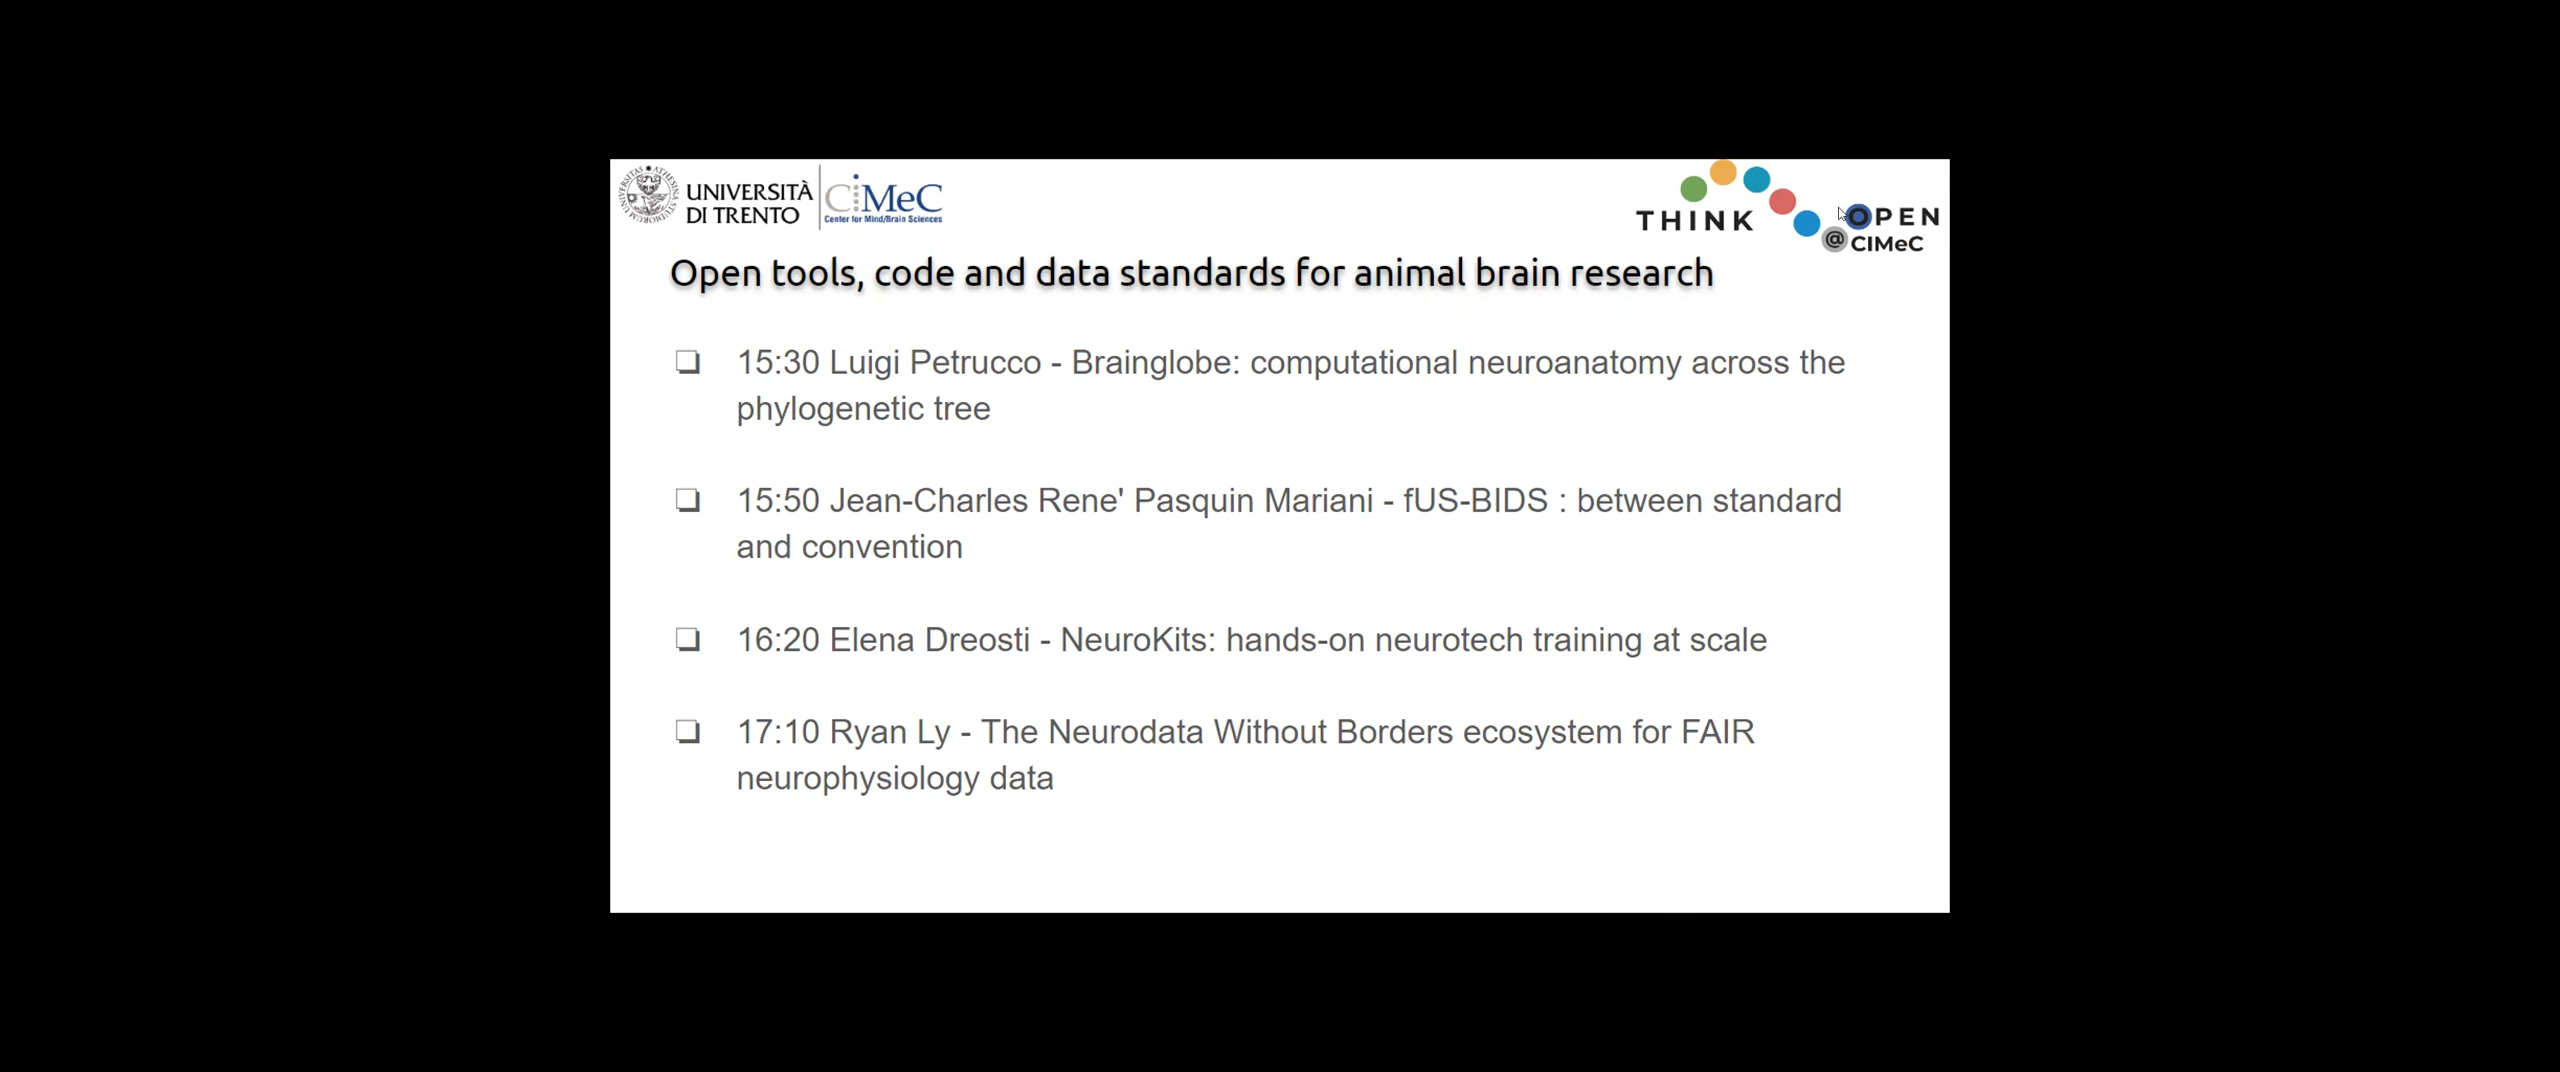 UNIVERSITÀ
DI TRENTO
CiMeC
Center for Mind/Brain Sciences
THINK
OPEN
@ CIMeC
Open tools, code and data standards for animal brain research
❏ 15:30 Luigi Petrucco - Brainglobe: computational neuroanatomy across the
phylogenetic tree
❏ 15:50 Jean-Charles Rene' Pasquin Mariani - fUS-BIDS : between standard
and convention
❏ 16:20 Elena Dreosti - NeuroKits: hands-on neurotech training at scale
❏ 17:10 Ryan Ly - The Neurodata Without Borders ecosystem for FAIR
neurophysiology data